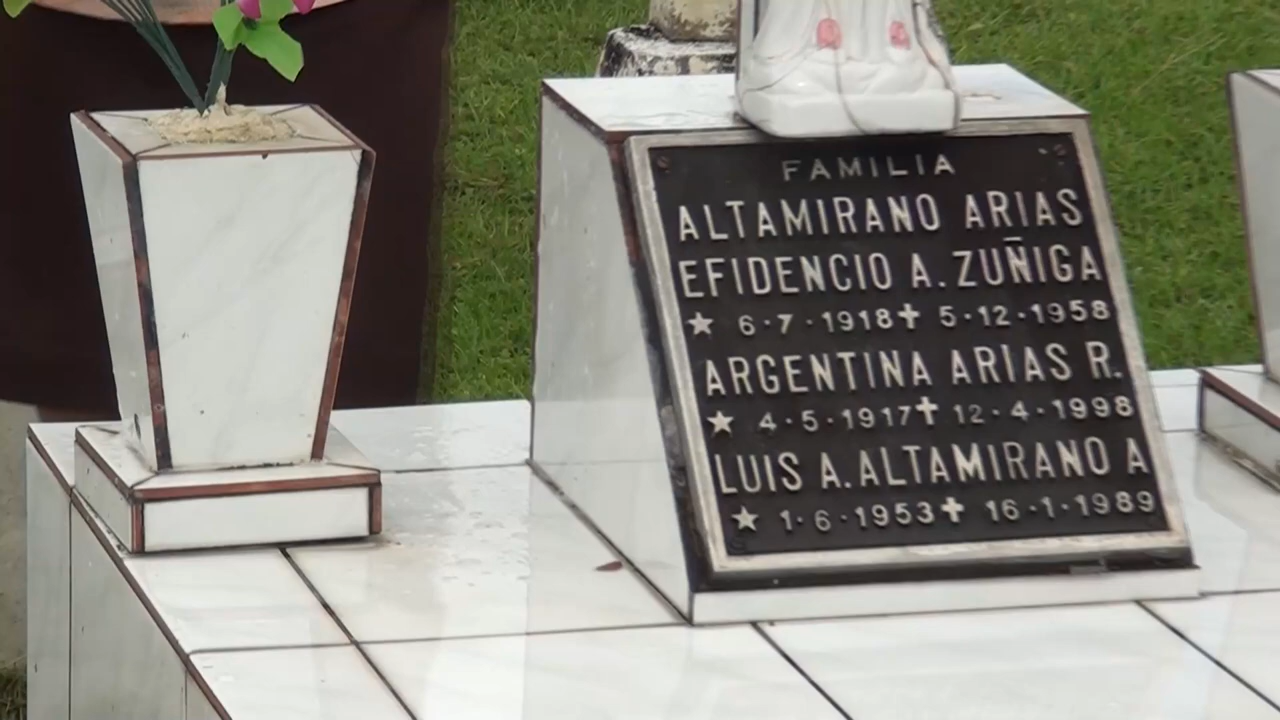 FAMILIA
ALTAMIRANO ARIAS
EFIDENCIO A. ZUÑIGA
★ 6·7·1918 ✝ 5·12·1958
ARGENTINA ARIAS R.
★ 4·5·1917 ✝ 12·4·1998
LUIS A. ALTAMIRANO A
★ 1·6·1953 ✝ 16·1·1989